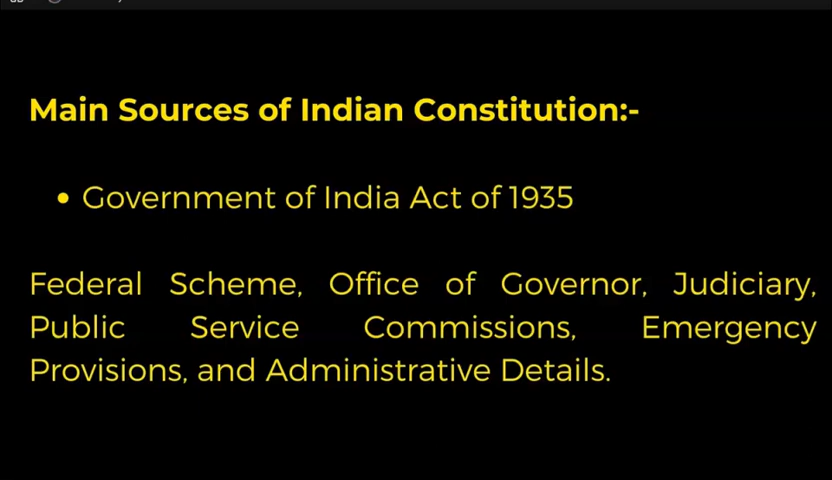 Main Sources of Indian Constitution:-
• Government of India Act of 1935
Federal Scheme, Office of Governor, Judiciary,
Public Service Commissions, Emergency
Provisions, and Administrative Details.